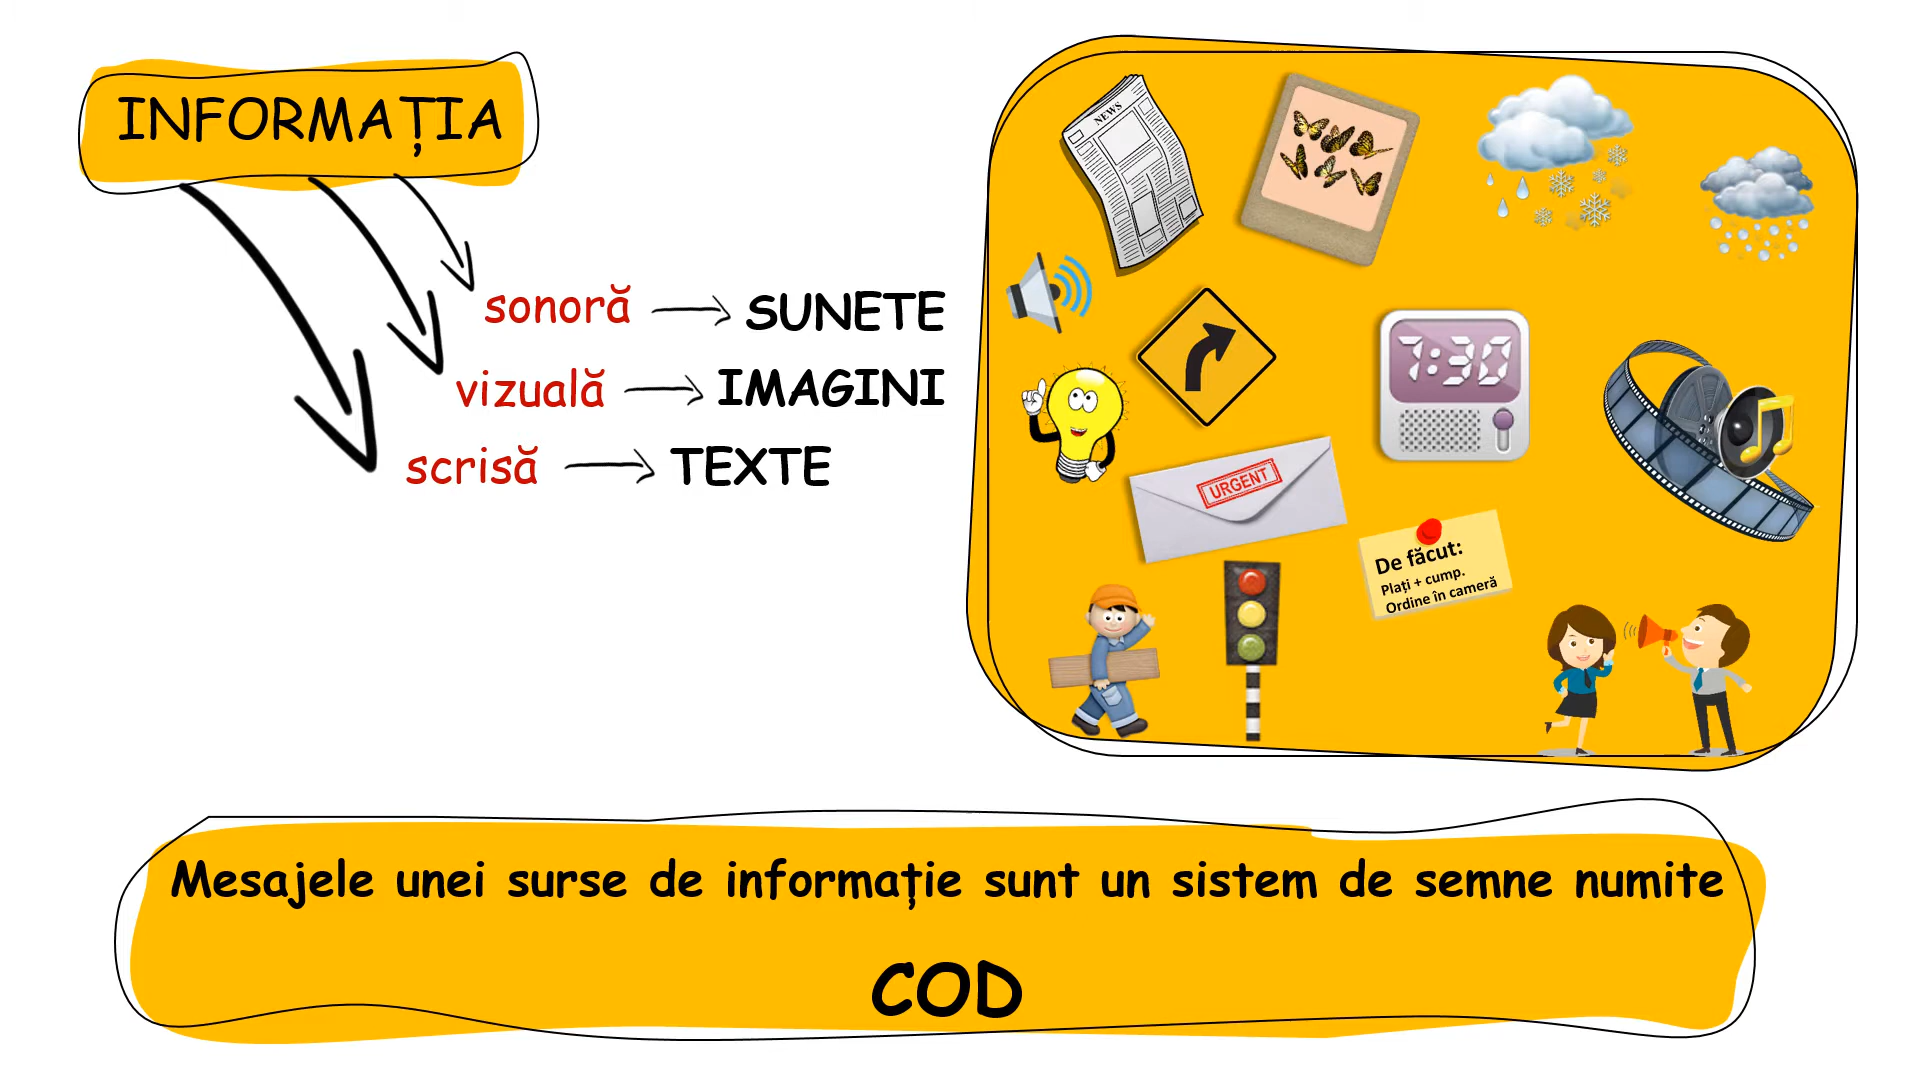 INFORMAȚIA
sonoră
SUNETE
vizuală
IMAGINI
scrisă
TEXTE
NEWS
7:30
URGENT
De făcut:
Plați + cump.
Ordine în cameră
Mesajele unei surse de informație sunt un sistem de semne numite
COD